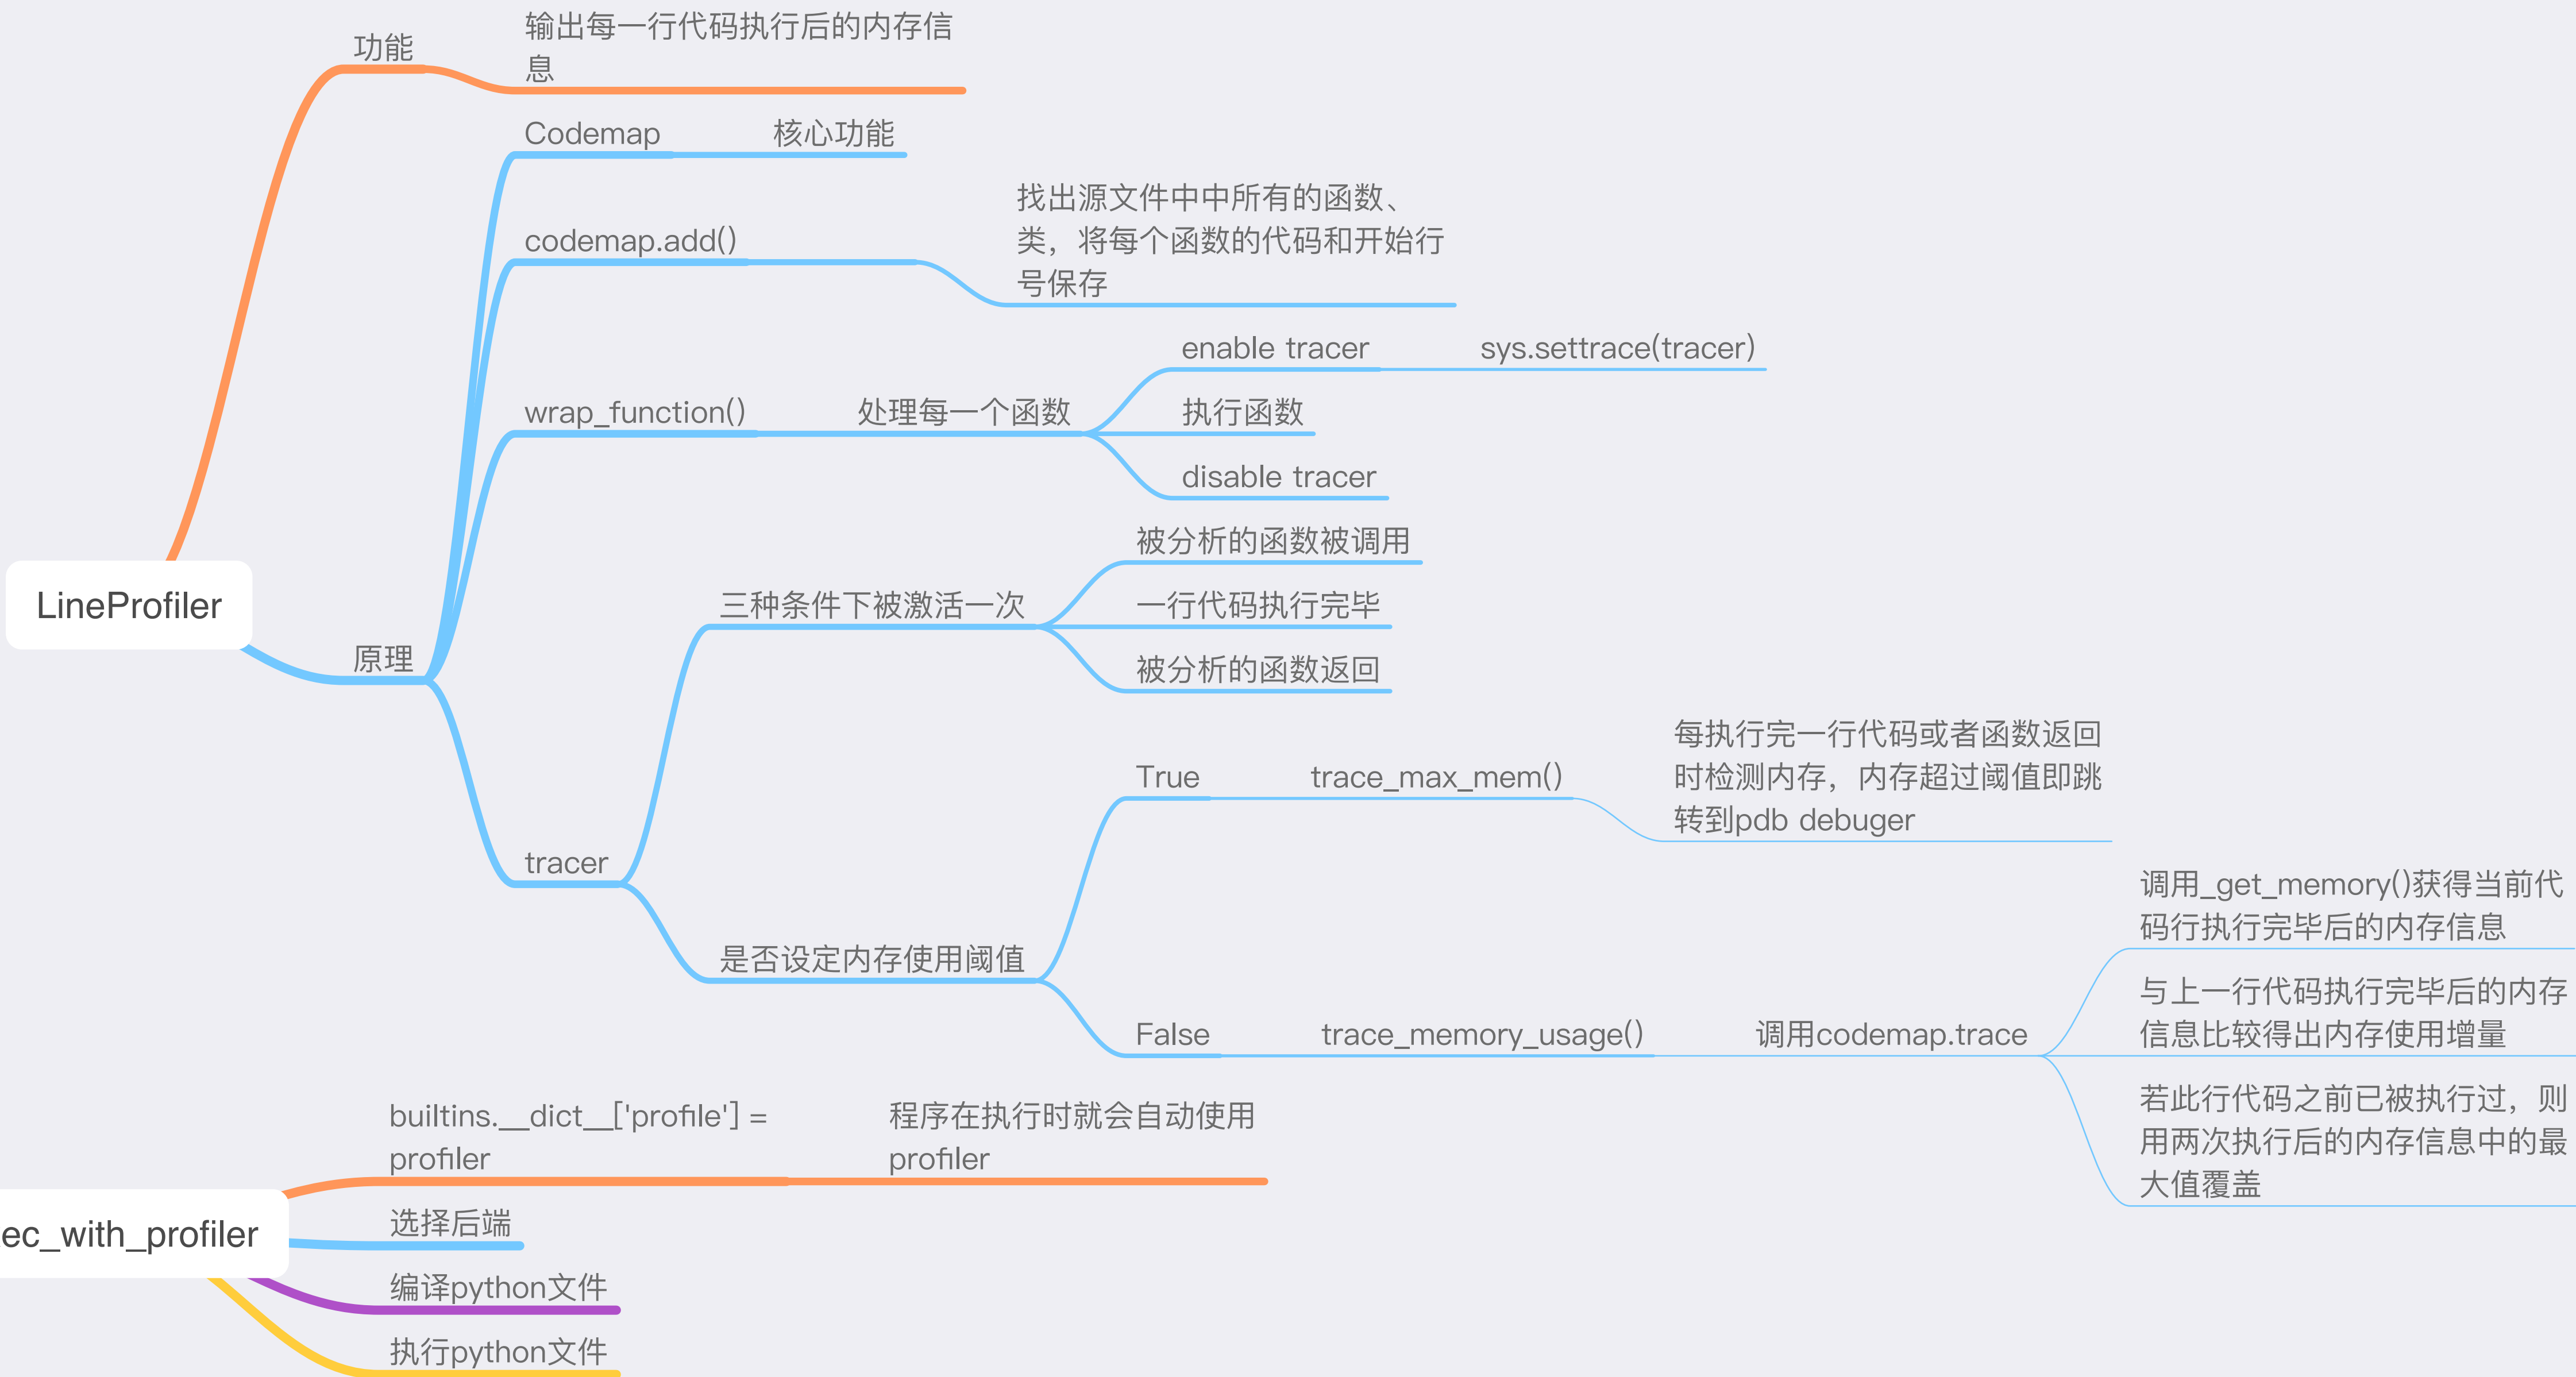 功能
输出每一行代码执行后的内存信
息
Codemap
核心功能
codemap.add()
找出源文件中中所有的函数、
类，将每个函数的代码和开始行
号保存
wrap_function()
处理每一个函数
enable tracer
sys.settrace(tracer)
执行函数
disable tracer
LineProfiler
原理
tracer
三种条件下被激活一次
被分析的函数被调用
一行代码执行完毕
被分析的函数返回
是否设定内存使用阈值
True
trace_max_mem()
每执行完一行代码或者函数返回
时检测内存，内存超过阈值即跳
转到pdb debuger
False
trace_memory_usage()
调用codemap.trace
调用_get_memory()获得当前代
码行执行完毕后的内存信息
与上一行代码执行完毕后的内存
信息比较得出内存使用增量
若此行代码之前已被执行过，则
用两次执行后的内存信息中的最
大值覆盖
ec_with_profiler
builtins.__dict__['profile'] =
profiler
程序在执行时就会自动使用
profiler
选择后端
编译python文件
执行python文件